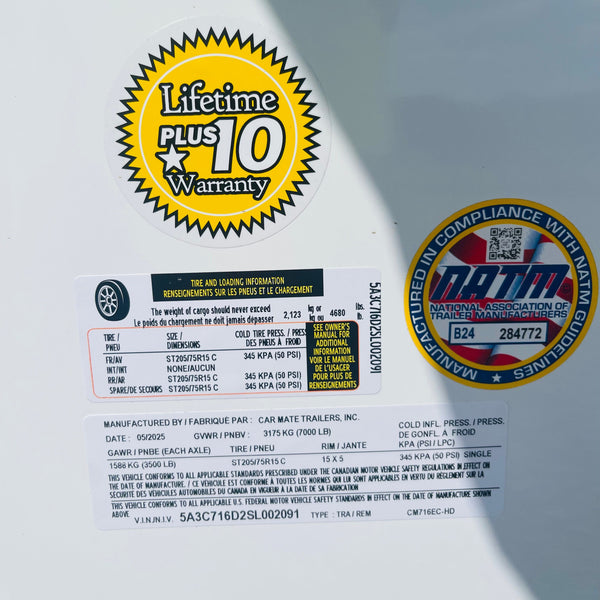 Lifetime
PLUS 10
Warranty
MANUFACTURED IN COMPLIANCE WITH NATM GUIDELINES
NATM
NATIONAL ASSOCIATION OF
TRAILER MANUFACTURERS
B24 284772
TIRE AND LOADING INFORMATION
RENSEIGNEMENTS SUR LES PNEUS ET LE CHARGEMENT
The weight of cargo should never exceed 2,123 kg or 4680 lbs.
Le poids du chargement ne doit jamais dépasser kg ou lb.
TIRE / SIZE / COLD TIRE PRESS./ PRESS
PNEU DIMENSIONS DES PNEUS À FROID
FR/AV ST205/75R15 C 345 KPA (50 PSI)
INT/INT NONE/AUCUN
RR/AR ST205/75R15 C 345 KPA (50 PSI)
SPARE/DE SECOURS ST205/75R15 C 345 KPA (50 PSI)
SEE OWNER'S
MANUAL FOR
ADDITIONAL
INFORMATION
VOIR LE MANUEL
DE L'USAGER
POUR PLUS DE
RENSEIGNEMENTS
5A3C716D2SL002091
MANUFACTURED BY / FABRIQUÉ PAR : CAR MATE TRAILERS, INC.
DATE : 05/2025 GVWR / PNBV : 3175 KG (7000 LB)
COLD INFL. PRESS. / PRESS.
DE GONFL. A FROID
KPA (PSI / LPC)
GAWR / PNBE (EACH AXLE) TIRE / PNEU RIM / JANTE
1588 KG (3500 LB) ST205/75R15 C 15 X 5 345 KPA (50 PSI) SINGLE
THIS VEHICLE CONFORMS TO ALL APPLICABLE STANDARDS PRESCRIBED UNDER THE CANADIAN MOTOR VEHICLE SAFETY REGULATIONS IN EFFECT ON
THE DATE OF MANUFACTURE. / CE VÉHICULE EST CONFORME À TOUTES LES NORMES QUI LUI SONT APPLICABLES EN VERTU DU RÈGLEMENT SUR LA
SÉCURITÉ DES VÉHICULES AUTOMOBILES DU CANADA EN VIGUEUR À LA DATE DE SA FABRICATION
THIS VEHICLE CONFORMS TO ALL APPLICABLE U.S. FEDERAL MOTOR VEHICLE SAFETY STANDARDS IN EFFECT ON THE DATE OF MANUFACTURE SHOWN
ABOVE
V.I.N./N.I.V. 5A3C716D2SL002091 TYPE : TRA / REM CM716EC-HD